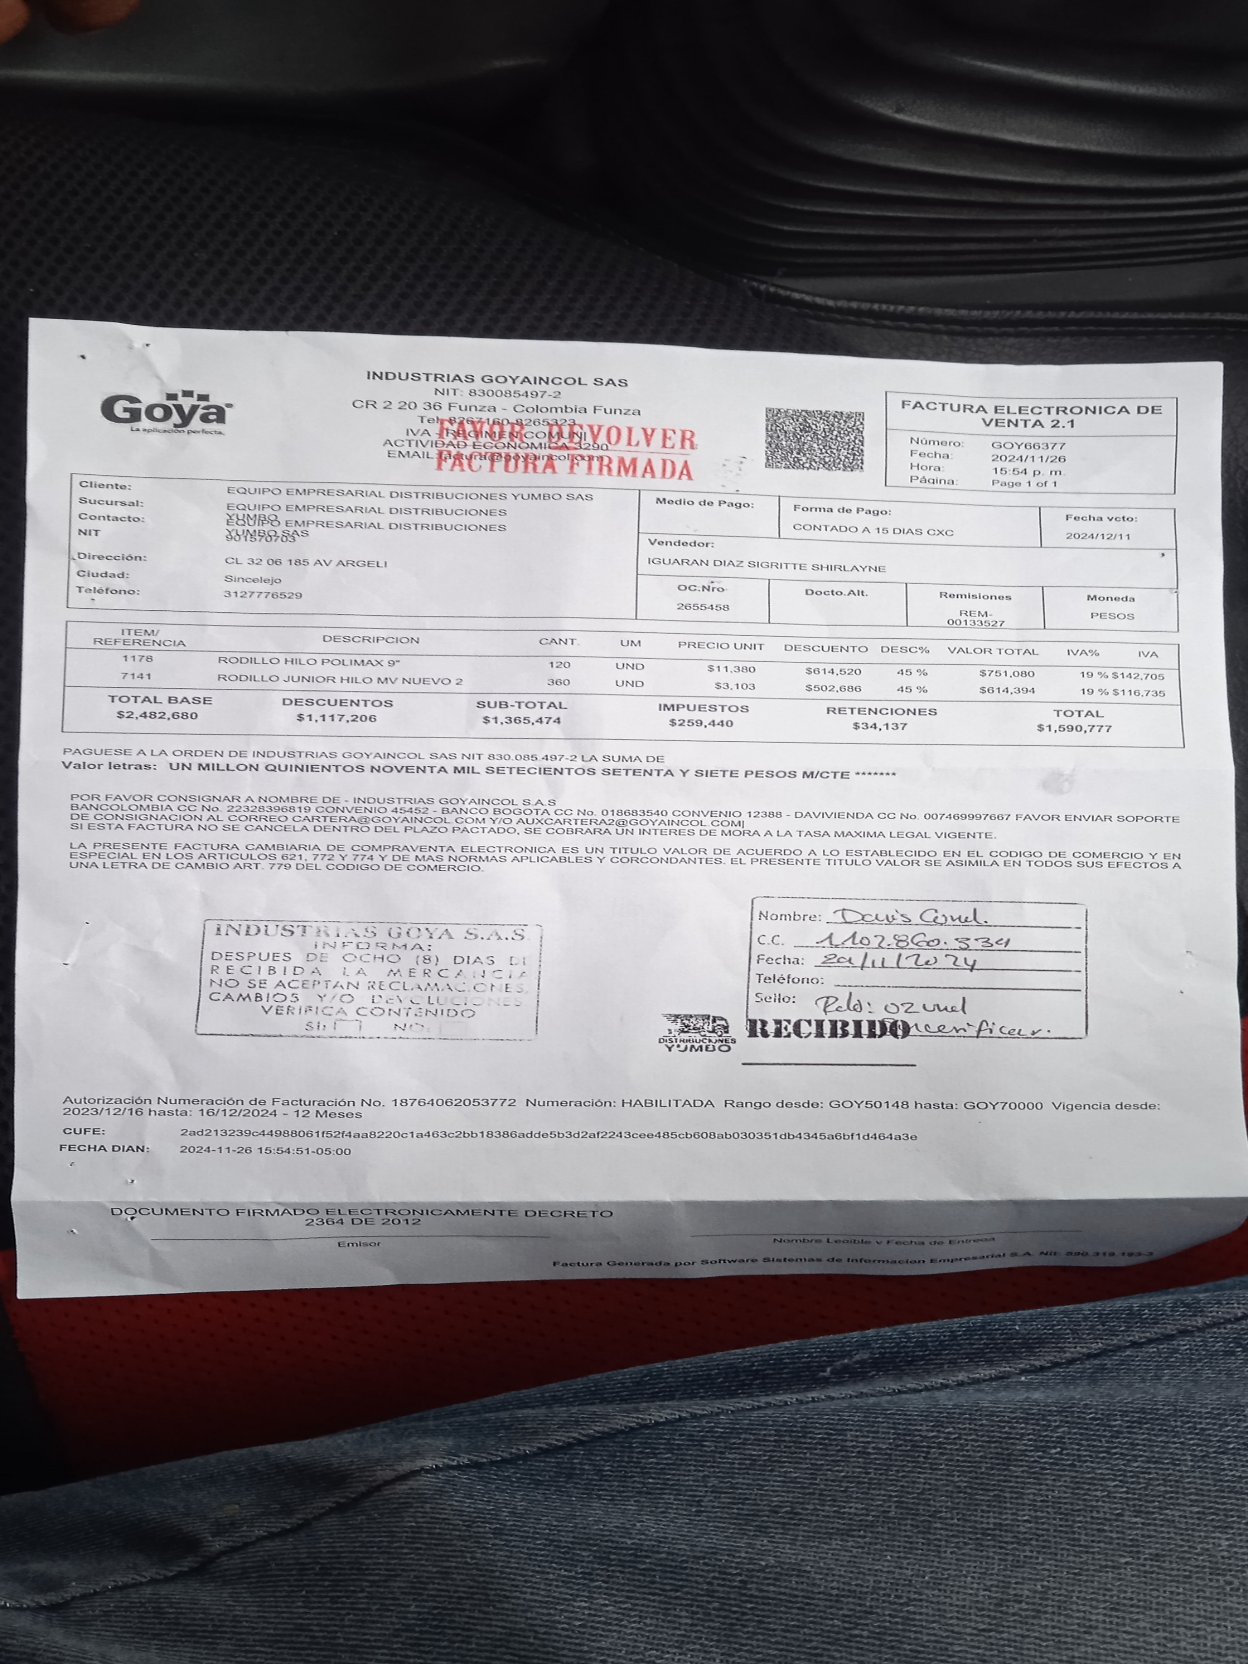 Goya
La aplicación perfecta.
INDUSTRIAS GOYAINCOL SAS
NIT: 830085497-2
CR 2 20 36 Funza - Colombia Funza
Tel: 8267160-8265323
IVA - REGIMEN COMUN
ACTIVIDAD ECONOMICA 3290
EMAIL: factura@goyaincol.com
FAVOR DEVOLVER
FACTURA FIRMADA
FACTURA ELECTRONICA DE
VENTA 2.1
Número: GOY66377
Fecha: 2024/11/26
Hora: 15:54 p. m.
Página: Page 1 of 1
Cliente: EQUIPO EMPRESARIAL DISTRIBUCIONES YUMBO SAS
Sucursal: EQUIPO EMPRESARIAL DISTRIBUCIONES
YUMBO
Contacto: EQUIPO EMPRESARIAL DISTRIBUCIONES
YUMBO SAS
NIT 901570703
Dirección: CL 32 06 185 AV ARGELI
Ciudad: Sincelejo
Teléfono: 3127776529
Medio de Pago:
Forma de Pago:
CONTADO A 15 DIAS CXC
Fecha vcto:
2024/12/11
Vendedor:
IGUARAN DIAZ SIGRITTE SHIRLAYNE
OC.Nro Docto.Alt. Remisiones Moneda
2655458 REM-00133527 PESOS
ITEM/REFERENCIA DESCRIPCION CANT. UM PRECIO UNIT DESCUENTO DESC% VALOR TOTAL IVA% IVA
1178 RODILLO HILO POLIMAX 9" 120 UND $11,380 $614,520 45 % $751,080 19 % $142,705
7141 RODILLO JUNIOR HILO MV NUEVO 2 360 UND $3,103 $502,686 45 % $614,394 19 % $116,735
TOTAL BASE DESCUENTOS SUB-TOTAL IMPUESTOS RETENCIONES TOTAL
$2,482,680 $1,117,206 $1,365,474 $259,440 $34,137 $1,590,777
PAGUESE A LA ORDEN DE INDUSTRIAS GOYAINCOL SAS NIT 830.085.497-2 LA SUMA DE
Valor letras: UN MILLON QUINIENTOS NOVENTA MIL SETECIENTOS SETENTA Y SIETE PESOS M/CTE *******
POR FAVOR CONSIGNAR A NOMBRE DE - INDUSTRIAS GOYAINCOL S.A.S
BANCOLOMBIA CC No. 22328396819 CONVENIO 45452 - BANCO BOGOTA CC No. 018683540 CONVENIO 12388 - DAVIVIENDA CC No. 007469997667 FAVOR ENVIAR SOPORTE
DE CONSIGNACION AL CORREO CARTERA@GOYAINCOL.COM Y/O AUXCARTERA2@GOYAINCOL.COM|
SI ESTA FACTURA NO SE CANCELA DENTRO DEL PLAZO PACTADO, SE COBRARA UN INTERES DE MORA A LA TASA MAXIMA LEGAL VIGENTE.
LA PRESENTE FACTURA CAMBIARIA DE COMPRAVENTA ELECTRONICA ES UN TITULO VALOR DE ACUERDO A LO ESTABLECIDO EN EL CODIGO DE COMERCIO Y EN
ESPECIAL EN LOS ARTICULOS 621, 772 Y 774 Y DE MAS NORMAS APLICABLES Y CORCONDANTES. EL PRESENTE TITULO VALOR SE ASIMILA EN TODOS SUS EFECTOS A
UNA LETRA DE CAMBIO ART. 779 DEL CODIGO DE COMERCIO.
INDUSTRIAS GOYA S.A.S.
INFORMA:
DESPUES DE OCHO (8) DIAS DE
RECIBIDA LA MERCANCIA
NO SE ACEPTAN RECLAMACIONES,
CAMBIOS Y/O DEVOLUCIONES
VERIFICA CONTENIDO
SI NO
Nombre:
C.C. 1102.860.334
Fecha: 29/11/2024
Teléfono:
Sello:
DISTRIBUCIONES
YUMBO
RECIBIDO
Autorización Numeración de Facturación No. 18764062053772 Numeración: HABILITADA Rango desde: GOY50148 hasta: GOY70000 Vigencia desde:
2023/12/16 hasta: 16/12/2024 - 12 Meses
CUFE: 2ad213239c44988061f52f4aa8220c1a463c2bb18386adde5b3d2af2243cee485cb608ab030351db4345a6bf1d464a3e
FECHA DIAN: 2024-11-26 15:54:51-05:00
DOCUMENTO FIRMADO ELECTRONICAMENTE DECRETO
2364 DE 2012
Emisor
Nombre Legible y Fecha de Entrega
Factura Generada por Software Sistemas de Informacion Empresarial S.A. Nit: 890.319.193-3